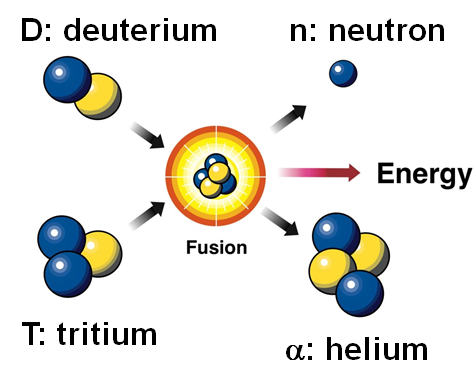 D: deuterium
n: neutron
Energy
Fusion
T: tritium
α: helium